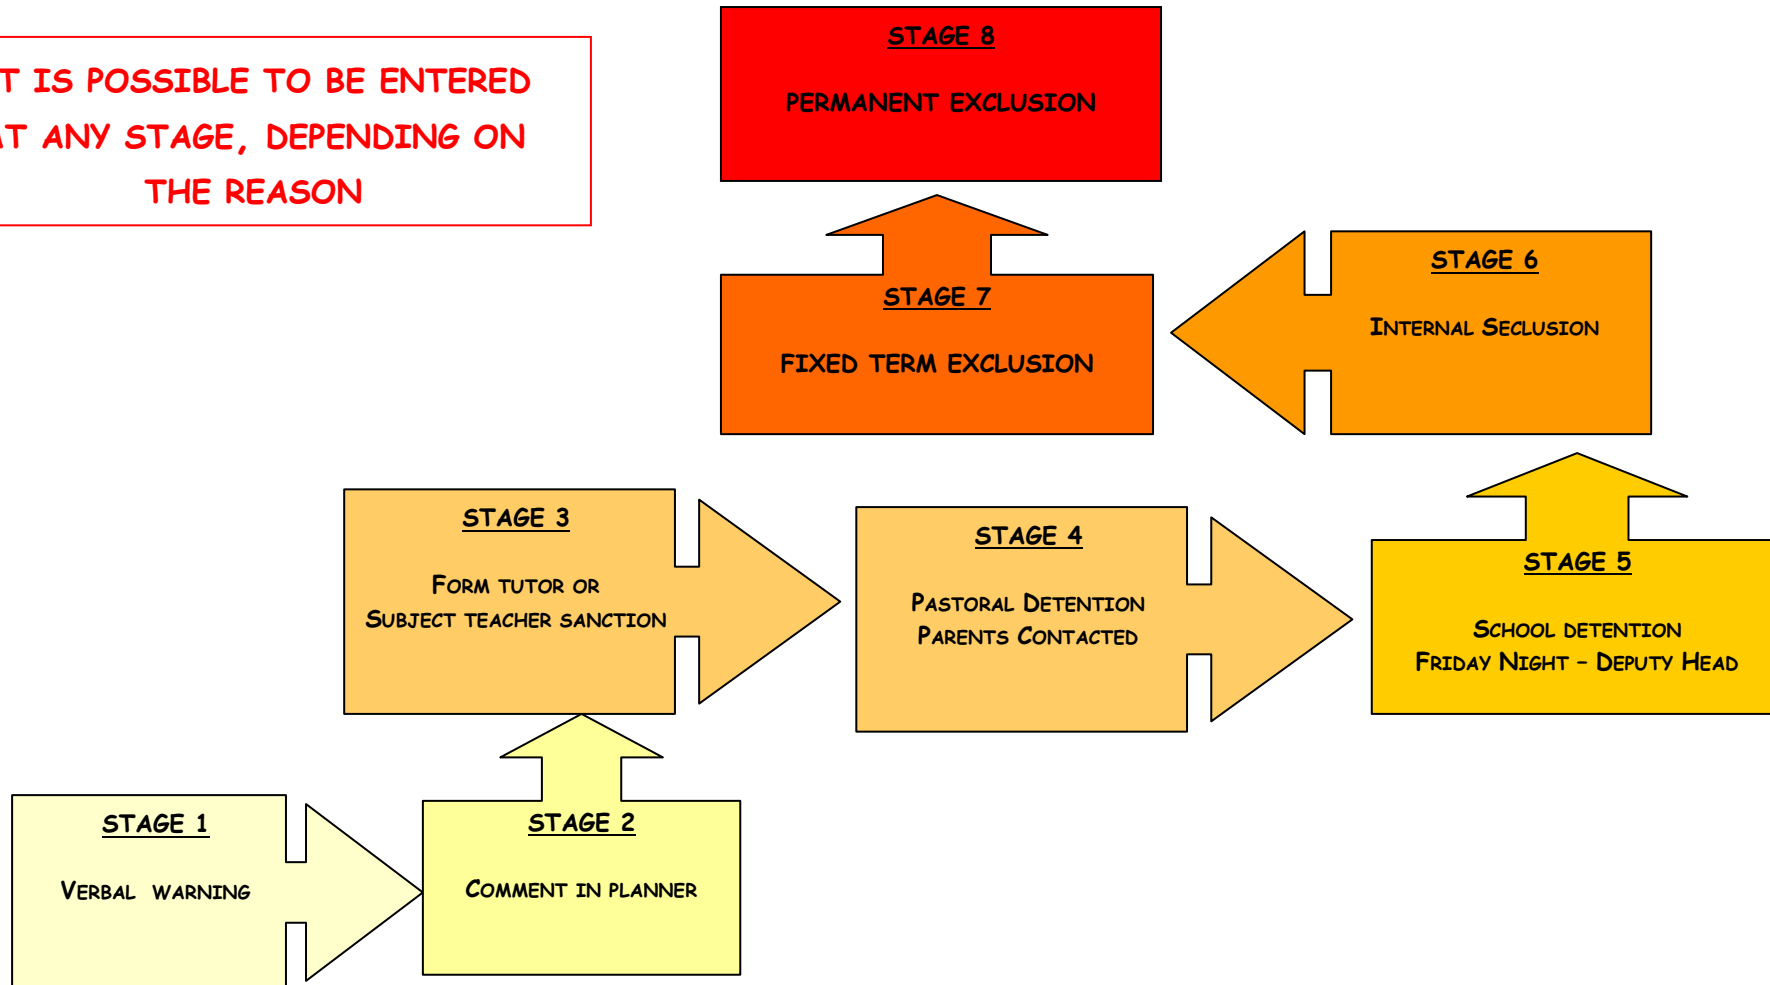 T IS POSSIBLE TO BE ENTERED
AT ANY STAGE, DEPENDING ON
THE REASON
STAGE 8
PERMANENT EXCLUSION
STAGE 7
FIXED TERM EXCLUSION
STAGE 6
INTERNAL SECLUSION
STAGE 3
FORM TUTOR OR
SUBJECT TEACHER SANCTION
STAGE 4
PASTORAL DETENTION
PARENTS CONTACTED
STAGE 5
SCHOOL DETENTION
FRIDAY NIGHT – DEPUTY HEAD
STAGE 1
VERBAL WARNING
STAGE 2
COMMENT IN PLANNER